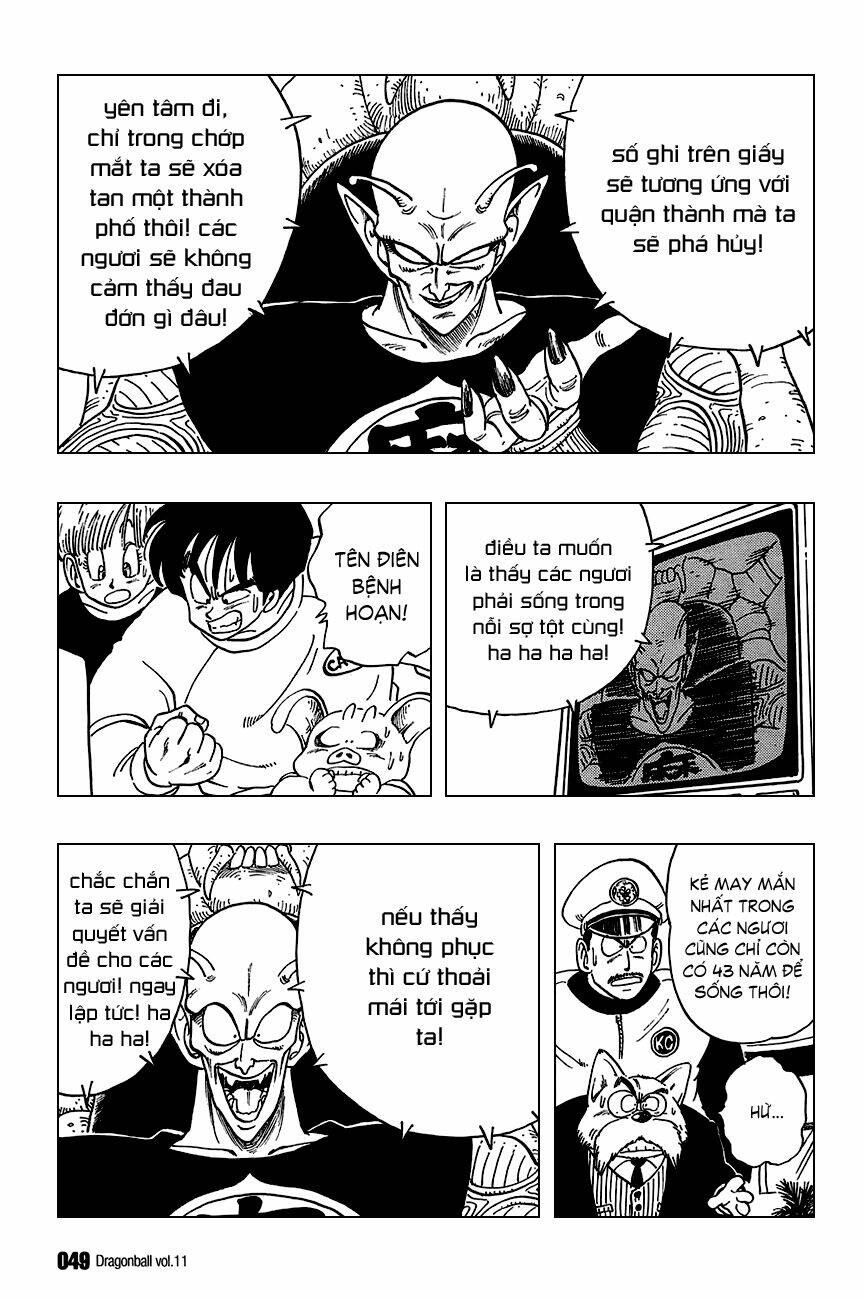 số ghi trên giấy
sẽ tương ứng với
quận thành mà ta
sẽ phá hủy!
yên tâm đi,
chỉ trong chớp
mắt ta sẽ xóa
tan một thành
phố thôi! các
ngươi sẽ không
cảm thấy đau
đớn gì đâu!
điều ta muốn
là thấy các ngươi
phải sống trong
nỗi sợ tột cùng!
ha ha ha ha!
TÊN ĐIÊN
BỆNH
HOẠN!
CA
KẺ MAY MẮN
NHẤT TRONG
CÁC NGƯƠI
CŨNG CHỈ CÒN
CÓ 43 NĂM ĐỂ
SỐNG THÔI!
KC
HỪ...
nếu thấy
không phục
thì cứ thoải
mái tới gặp
ta!
chắc chắn
ta sẽ giải
quyết vấn
đề cho các
ngươi! ngay
lập tức! ha
ha ha!
049 Dragonball vol.11